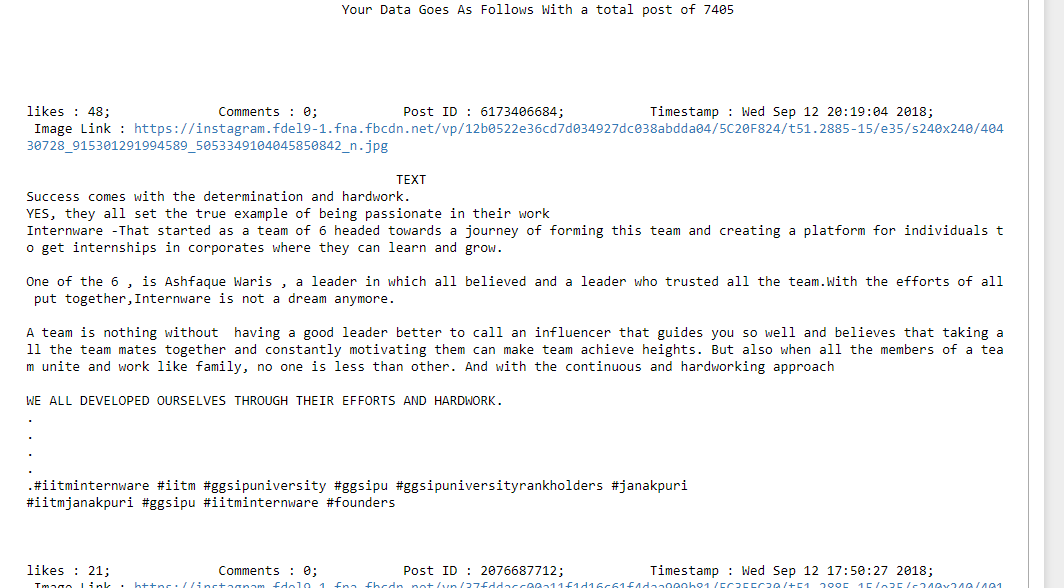 Your Data Goes As Follows With a total post of 7405
likes : 48; Comments : 0; Post ID : 6173406684; Timestamp : Wed Sep 12 20:19:04 2018;
Image Link : https://instagram.fdel9-1.fna.fbcdn.net/vp/12b0522e36cd7d034927dc038abdda04/5C20F824/t51.2885-15/e35/s240x240/404
30728_915301291994589_5053349104045850842_n.jpg
TEXT
Success comes with the determination and hardwork.
YES, they all set the true example of being passionate in their work
Internware -That started as a team of 6 headed towards a journey of forming this team and creating a platform for individuals t
o get internships in corporates where they can learn and grow.
One of the 6 , is Ashfaque Waris , a leader in which all believed and a leader who trusted all the team.With the efforts of all
put together,Internware is not a dream anymore.
A team is nothing without  having a good leader better to call an influencer that guides you so well and believes that taking a
ll the team mates together and constantly motivating them can make team achieve heights. But also when all the members of a tea
m unite and work like family, no one is less than other. And with the continuous and hardworking approach
WE ALL DEVELOPED OURSELVES THROUGH THEIR EFFORTS AND HARDWORK.
.
.
.
.
.#iitminternware #iitm #ggsipuniversity #ggsipu #ggsipuniversityrankholders #janakpuri
#iitmjanakpuri #ggsipu #iitminternware #founders
likes : 21; Comments : 0; Post ID : 2076687712; Timestamp : Wed Sep 12 17:50:27 2018;
Image Link :